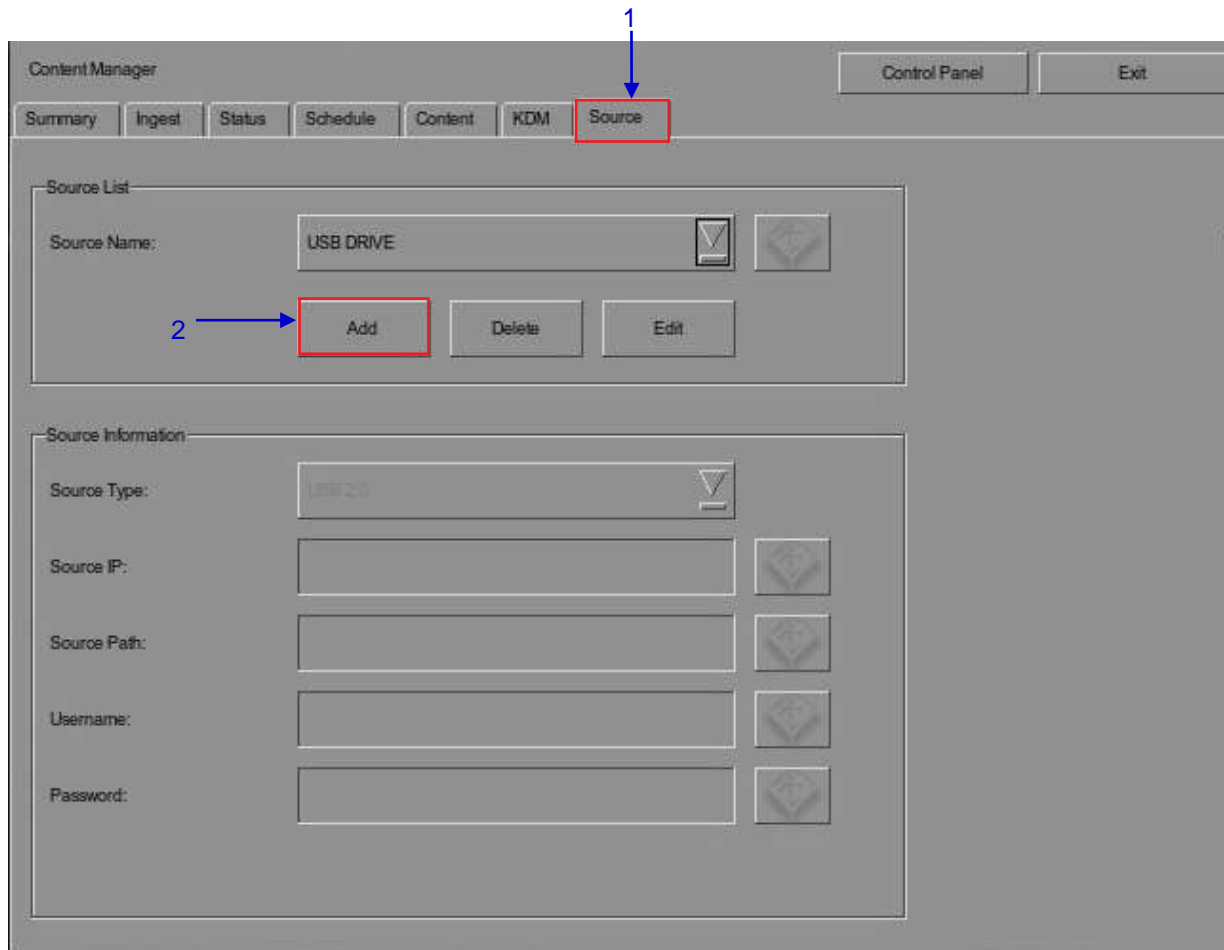 1
Content Manager
Control Panel
Exit
Summary
Ingest
Status
Schedule
Content
KDM
Source
Source List
Source Name:
USB DRIVE
2
Add
Delete
Edit
Source Information
Source Type:
USB 2.0
Source IP:
Source Path:
Username:
Password: